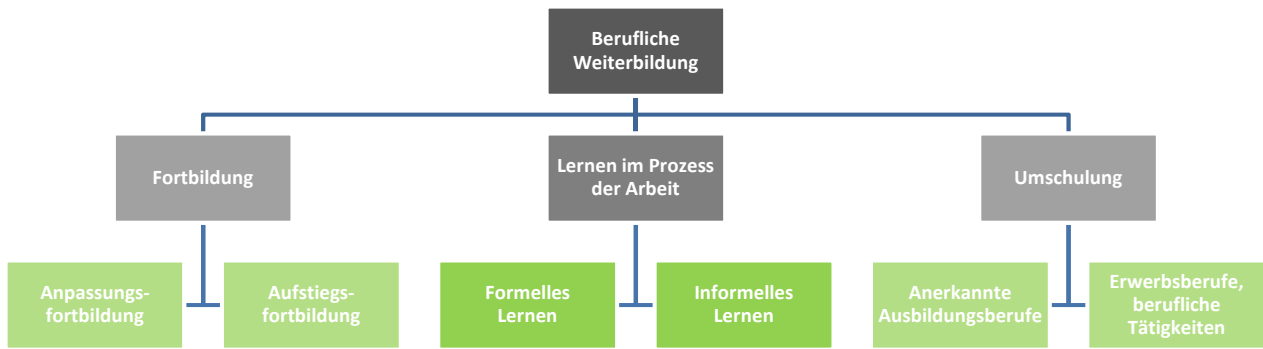 Berufliche
Weiterbildung
Fortbildung
Lernen im Prozess
der Arbeit
Umschulung
Anpassungs-
fortbildung
Aufstiegs-
fortbildung
Formelles
Lernen
Informelles
Lernen
Anerkannte
Ausbildungsberufe
Erwerbsberufe,
berufliche
Tätigkeiten